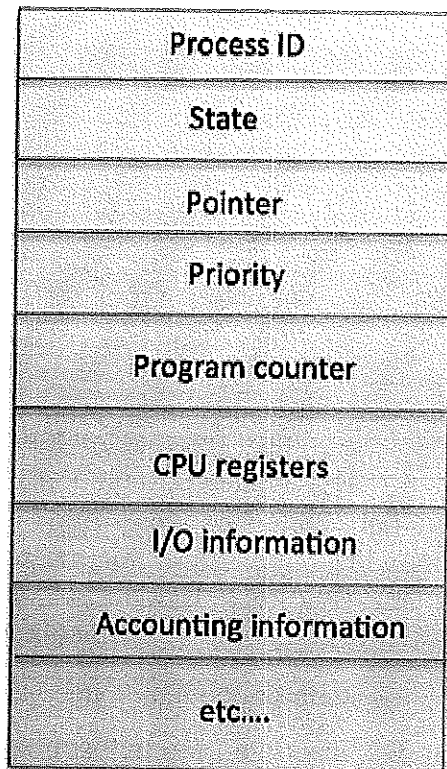 Process ID
State
Pointer
Priority
Program counter
CPU registers
I/O information
Accounting information
etc....